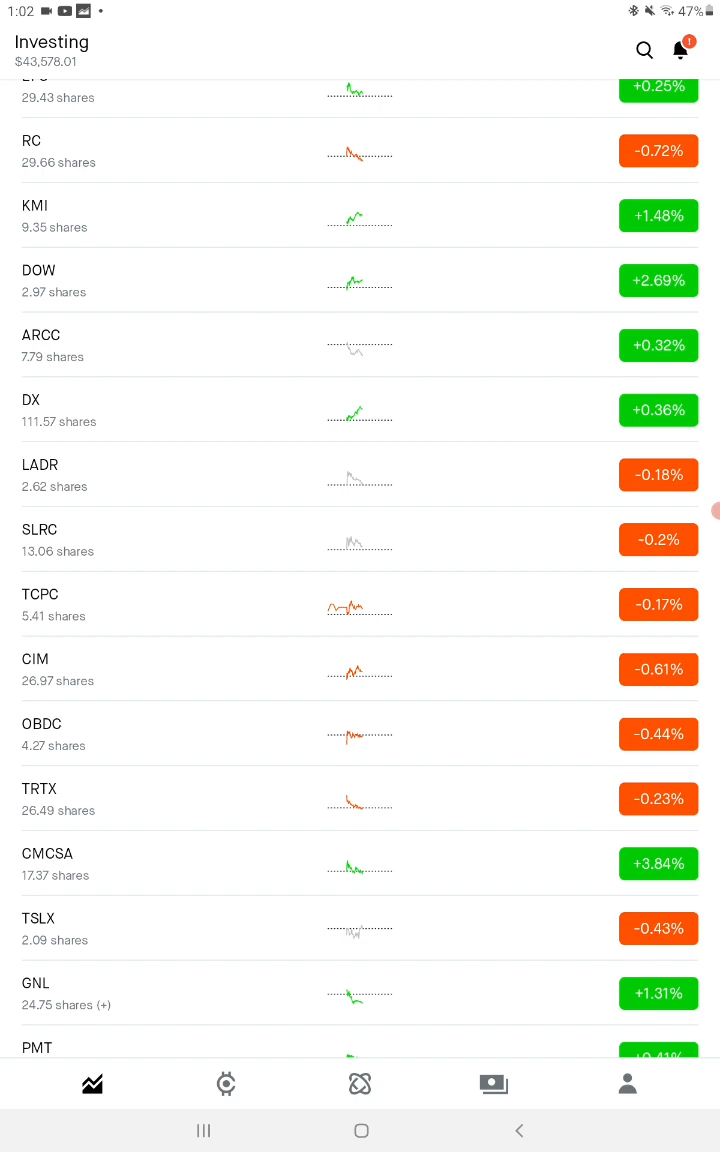 1:02
47%
Investing
$43,578.01
1
29.43 shares
+0.25%
RC
29.66 shares
-0.72%
KMI
9.35 shares
+1.48%
DOW
2.97 shares
+2.69%
ARCC
7.79 shares
+0.32%
DX
111.57 shares
+0.36%
LADR
2.62 shares
-0.18%
SLRC
13.06 shares
-0.2%
TCPC
5.41 shares
-0.17%
CIM
26.97 shares
-0.61%
OBDC
4.27 shares
-0.44%
TRTX
26.49 shares
-0.23%
CMCSA
17.37 shares
+3.84%
TSLX
2.09 shares
-0.43%
GNL
24.75 shares (+)
+1.31%
PMT
+0.41%